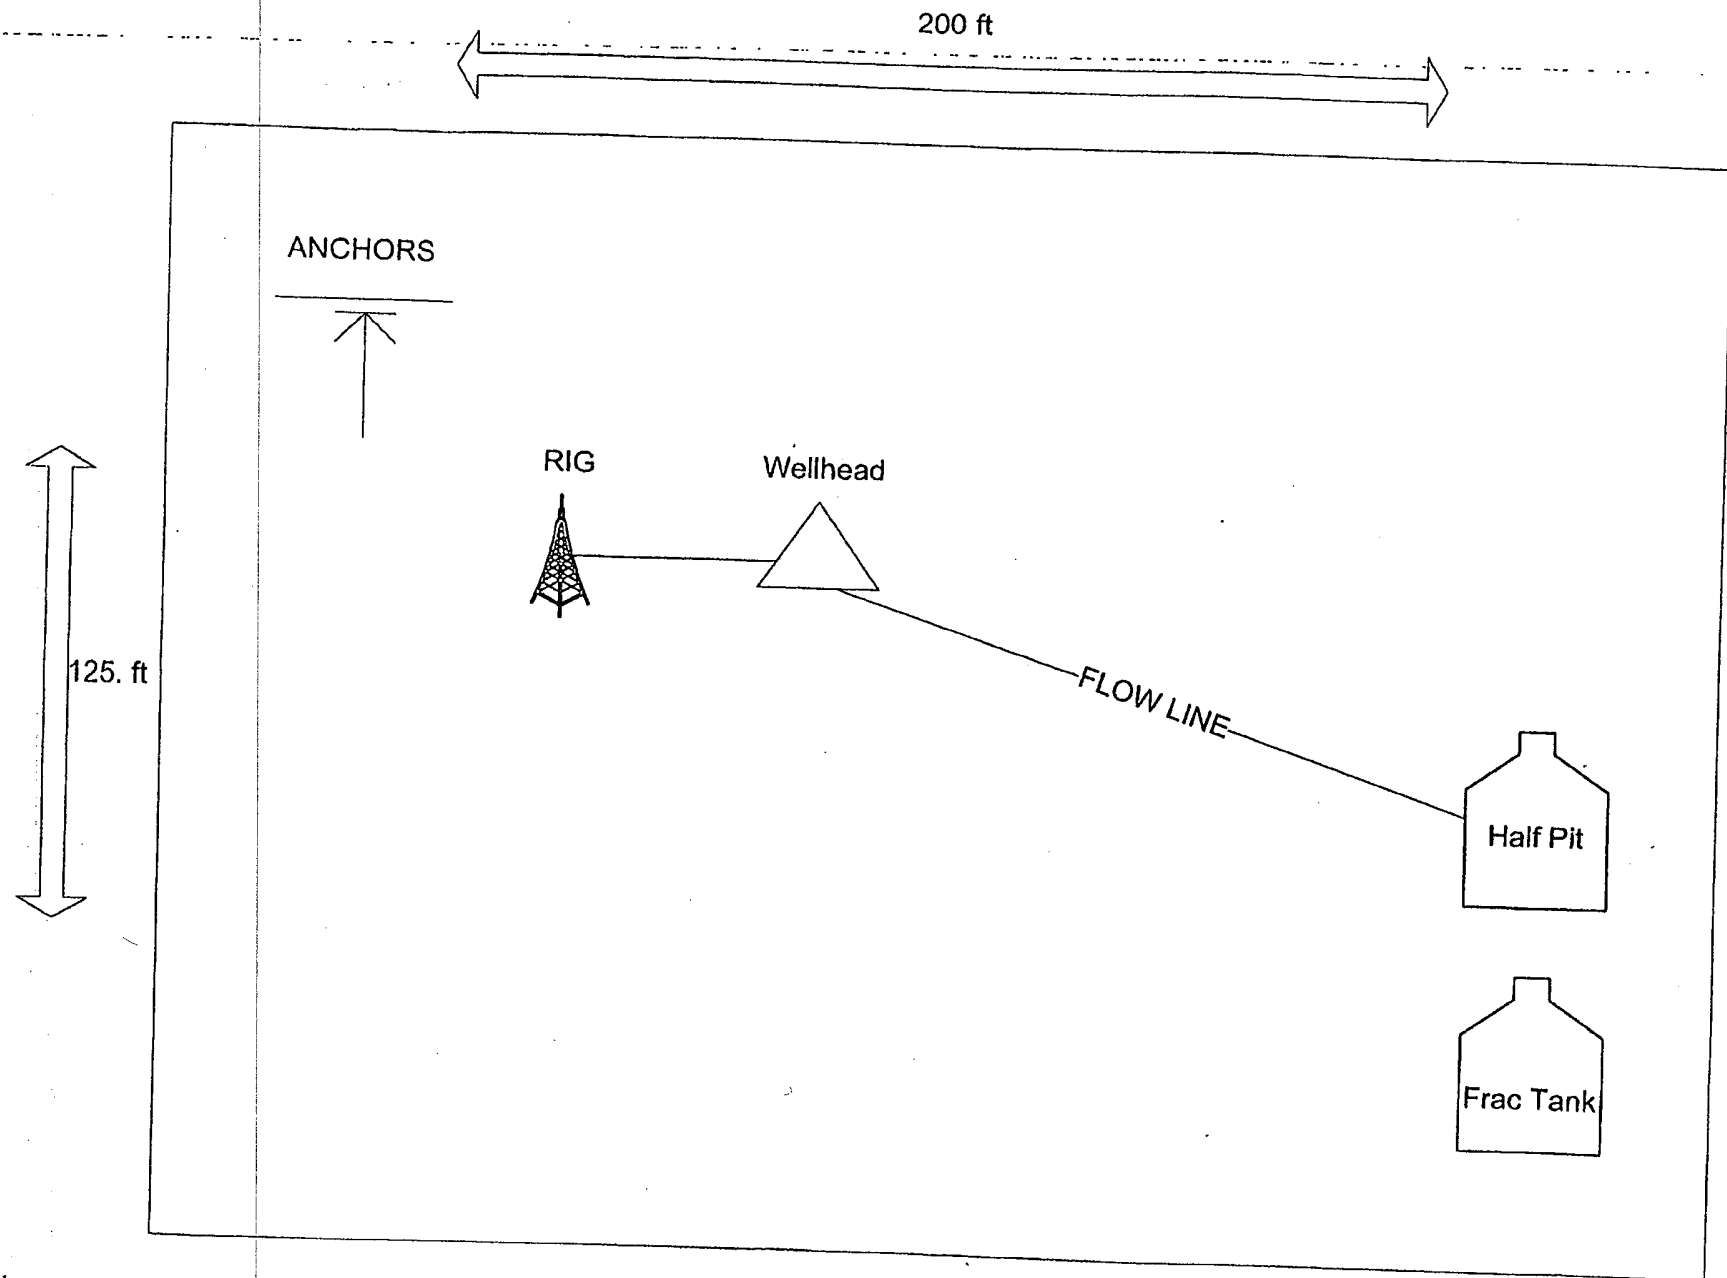 200 ft
ANCHORS
RIG
Wellhead
125. ft
FLOW LINE
Half Pit
Frac Tank